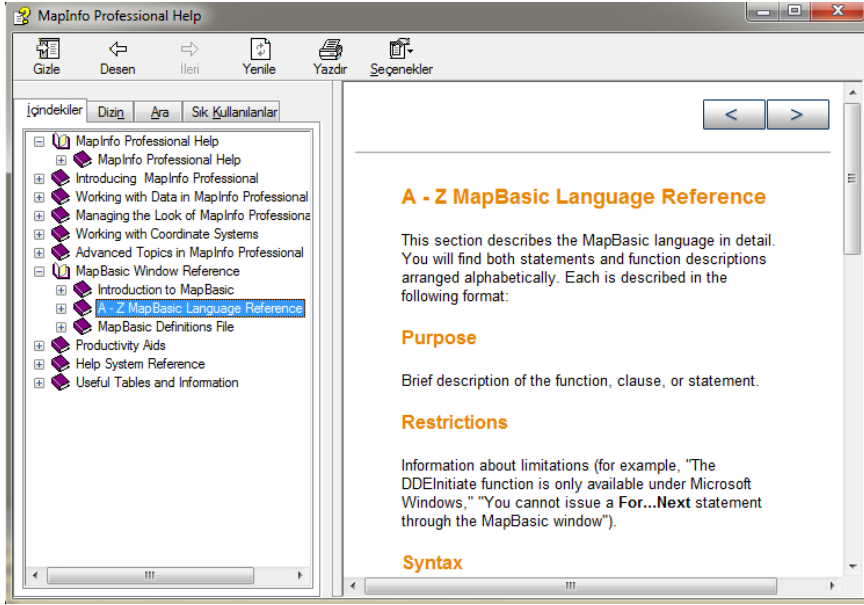 MapInfo Professional Help
Gizle Desen İleri Yenile Yazdır Seçenekler
İçindekiler Dizin Ara Sık Kullanılanlar
MapInfo Professional Help
MapInfo Professional Help
Introducing MapInfo Professional
Working with Data in MapInfo Professional
Managing the Look of MapInfo Professiona
Working with Coordinate Systems
Advanced Topics in MapInfo Professional
MapBasic Window Reference
Introduction to MapBasic
A - Z MapBasic Language Reference
MapBasic Definitions File
Productivity Aids
Help System Reference
Useful Tables and Information
< >
A - Z MapBasic Language Reference
This section describes the MapBasic language in detail.
You will find both statements and function descriptions
arranged alphabetically. Each is described in the
following format:
Purpose
Brief description of the function, clause, or statement.
Restrictions
Information about limitations (for example, "The
DDEInitiate function is only available under Microsoft
Windows," "You cannot issue a For...Next statement
through the MapBasic window").
Syntax